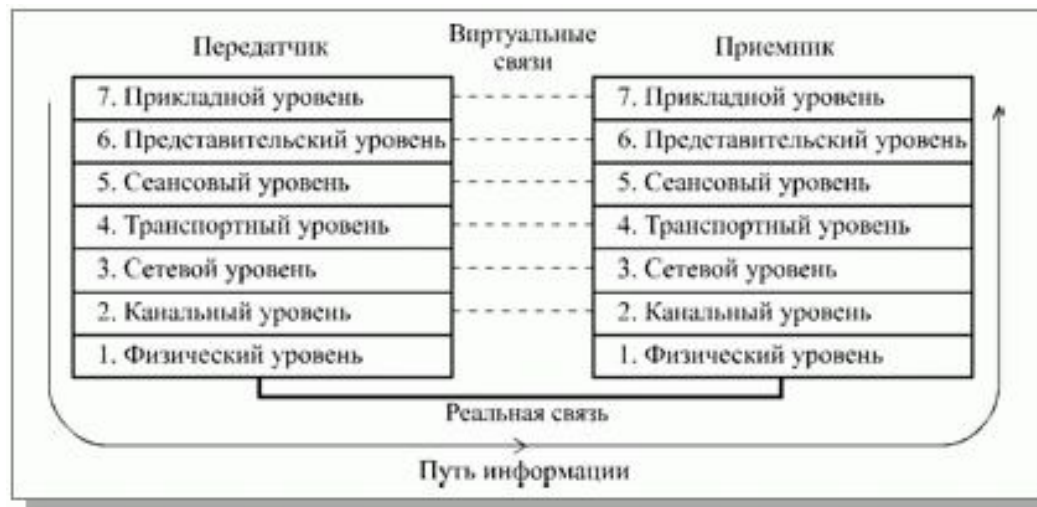 Передатчик
Виртуальные
связи
Приемник
7. Прикладной уровень
6. Представительский уровень
5. Сеансовый уровень
4. Транспортный уровень
3. Сетевой уровень
2. Канальный уровень
1. Физический уровень
7. Прикладной уровень
6. Представительский уровень
5. Сеансовый уровень
4. Транспортный уровень
3. Сетевой уровень
2. Канальный уровень
1. Физический уровень
Реальная связь
Путь информации